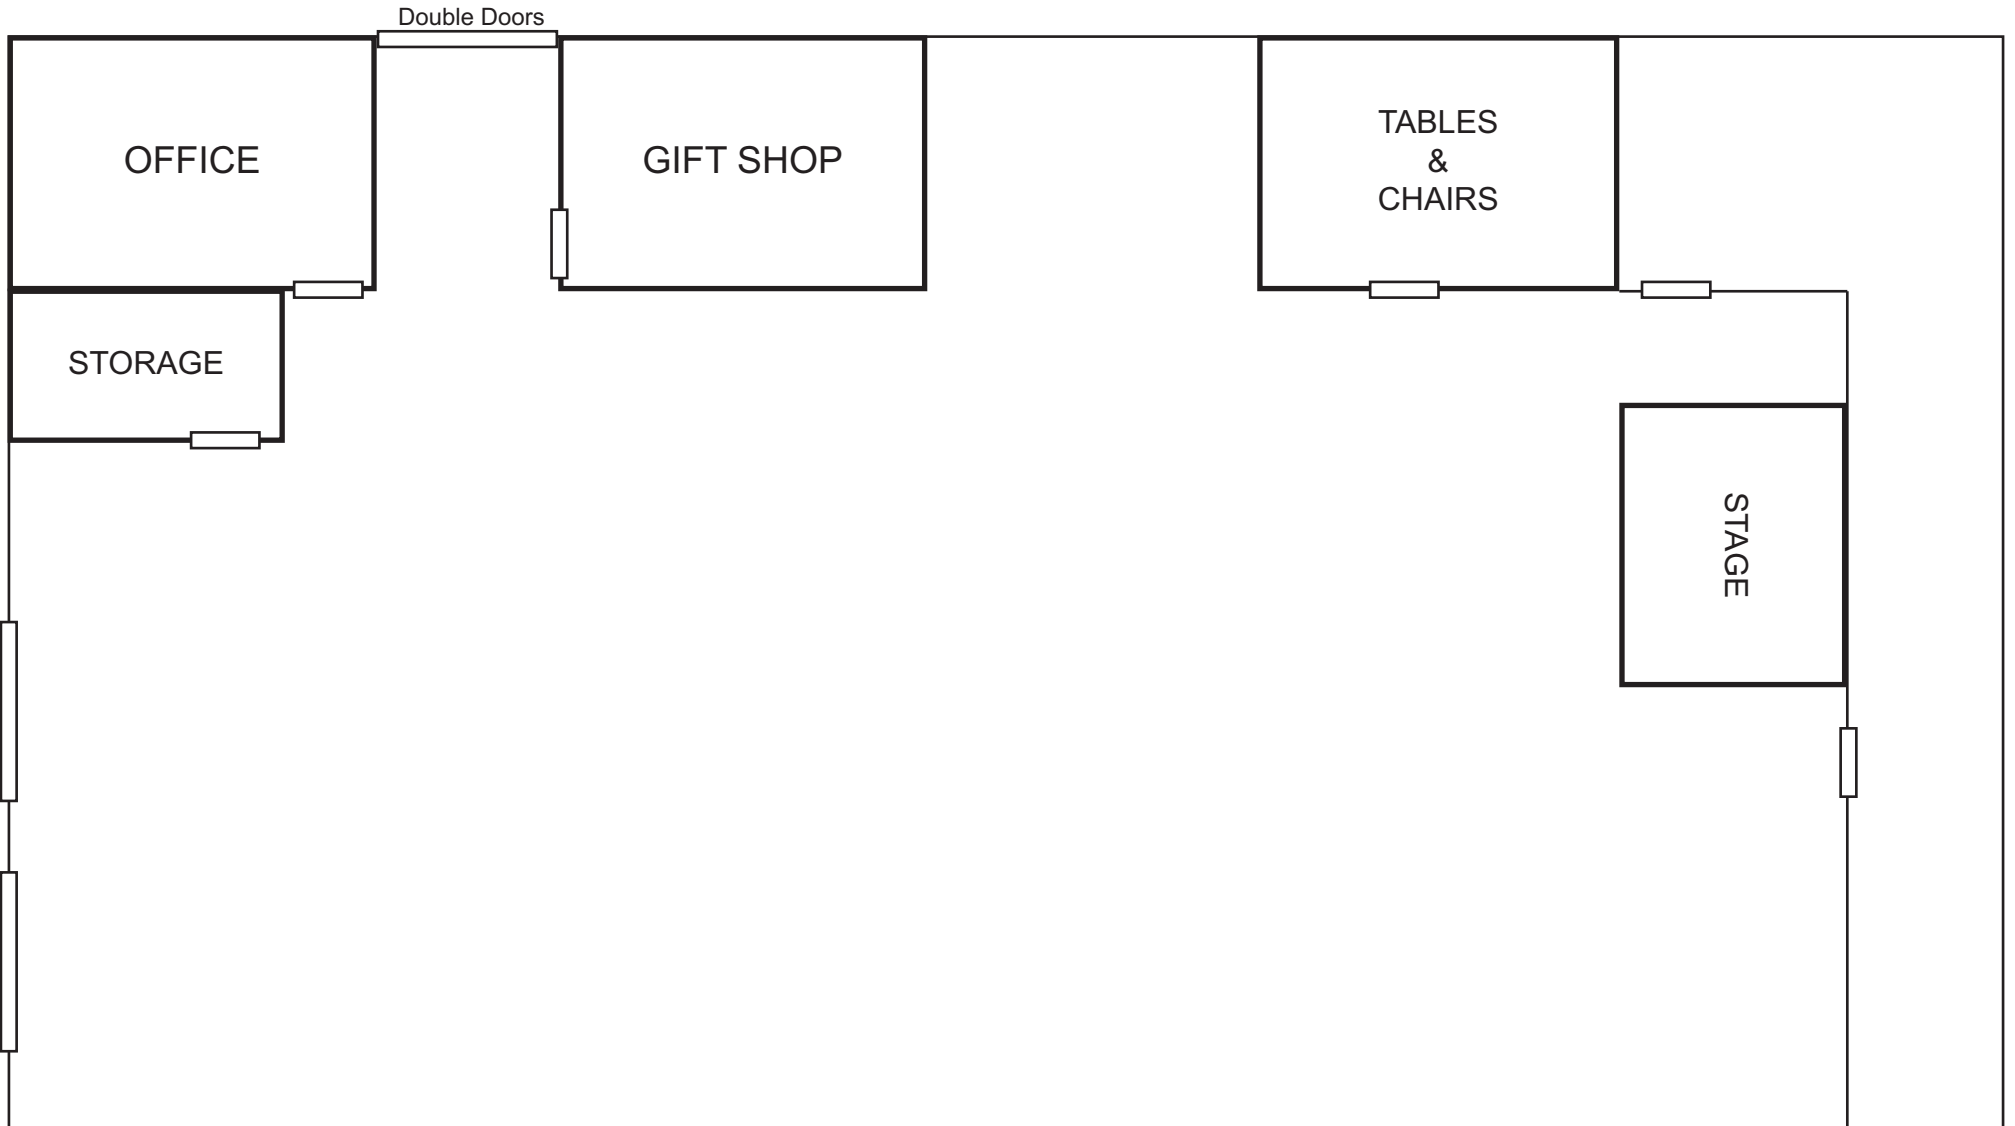 Double Doors
OFFICE
GIFT SHOP
TABLES
&
CHAIRS
STORAGE
STAGE